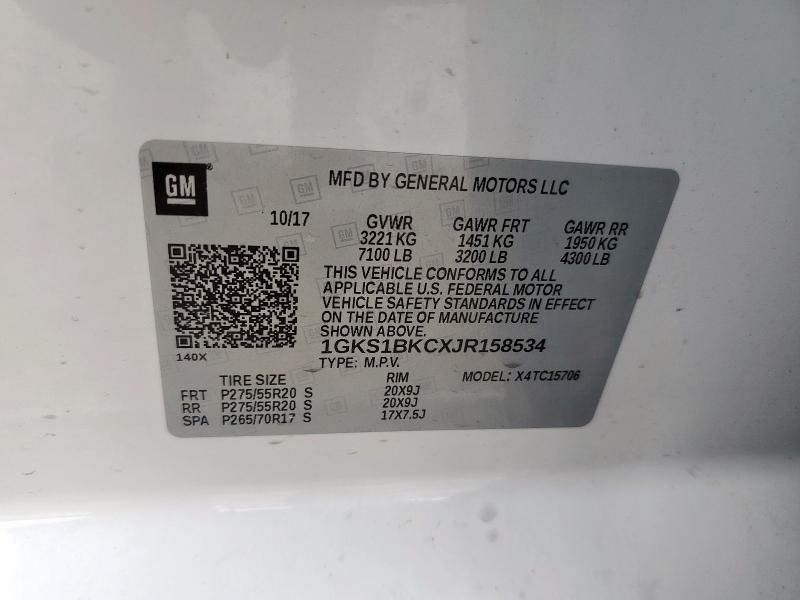 GM
MFD BY GENERAL MOTORS LLC
10/17 GVWR GAWR FRT GAWR RR
3221 KG 1451 KG 1950 KG
7100 LB 3200 LB 4300 LB
THIS VEHICLE CONFORMS TO ALL
APPLICABLE U.S. FEDERAL MOTOR
VEHICLE SAFETY STANDARDS IN EFFECT
ON THE DATE OF MANUFACTURE
SHOWN ABOVE.
1GKS1BKCXJR158534
140X TYPE: M.P.V.
TIRE SIZE RIM MODEL: X4TC15706
FRT P275/55R20 S 20X9J
RR P275/55R20 S 20X9J
SPA P265/70R17 S 17X7.5J